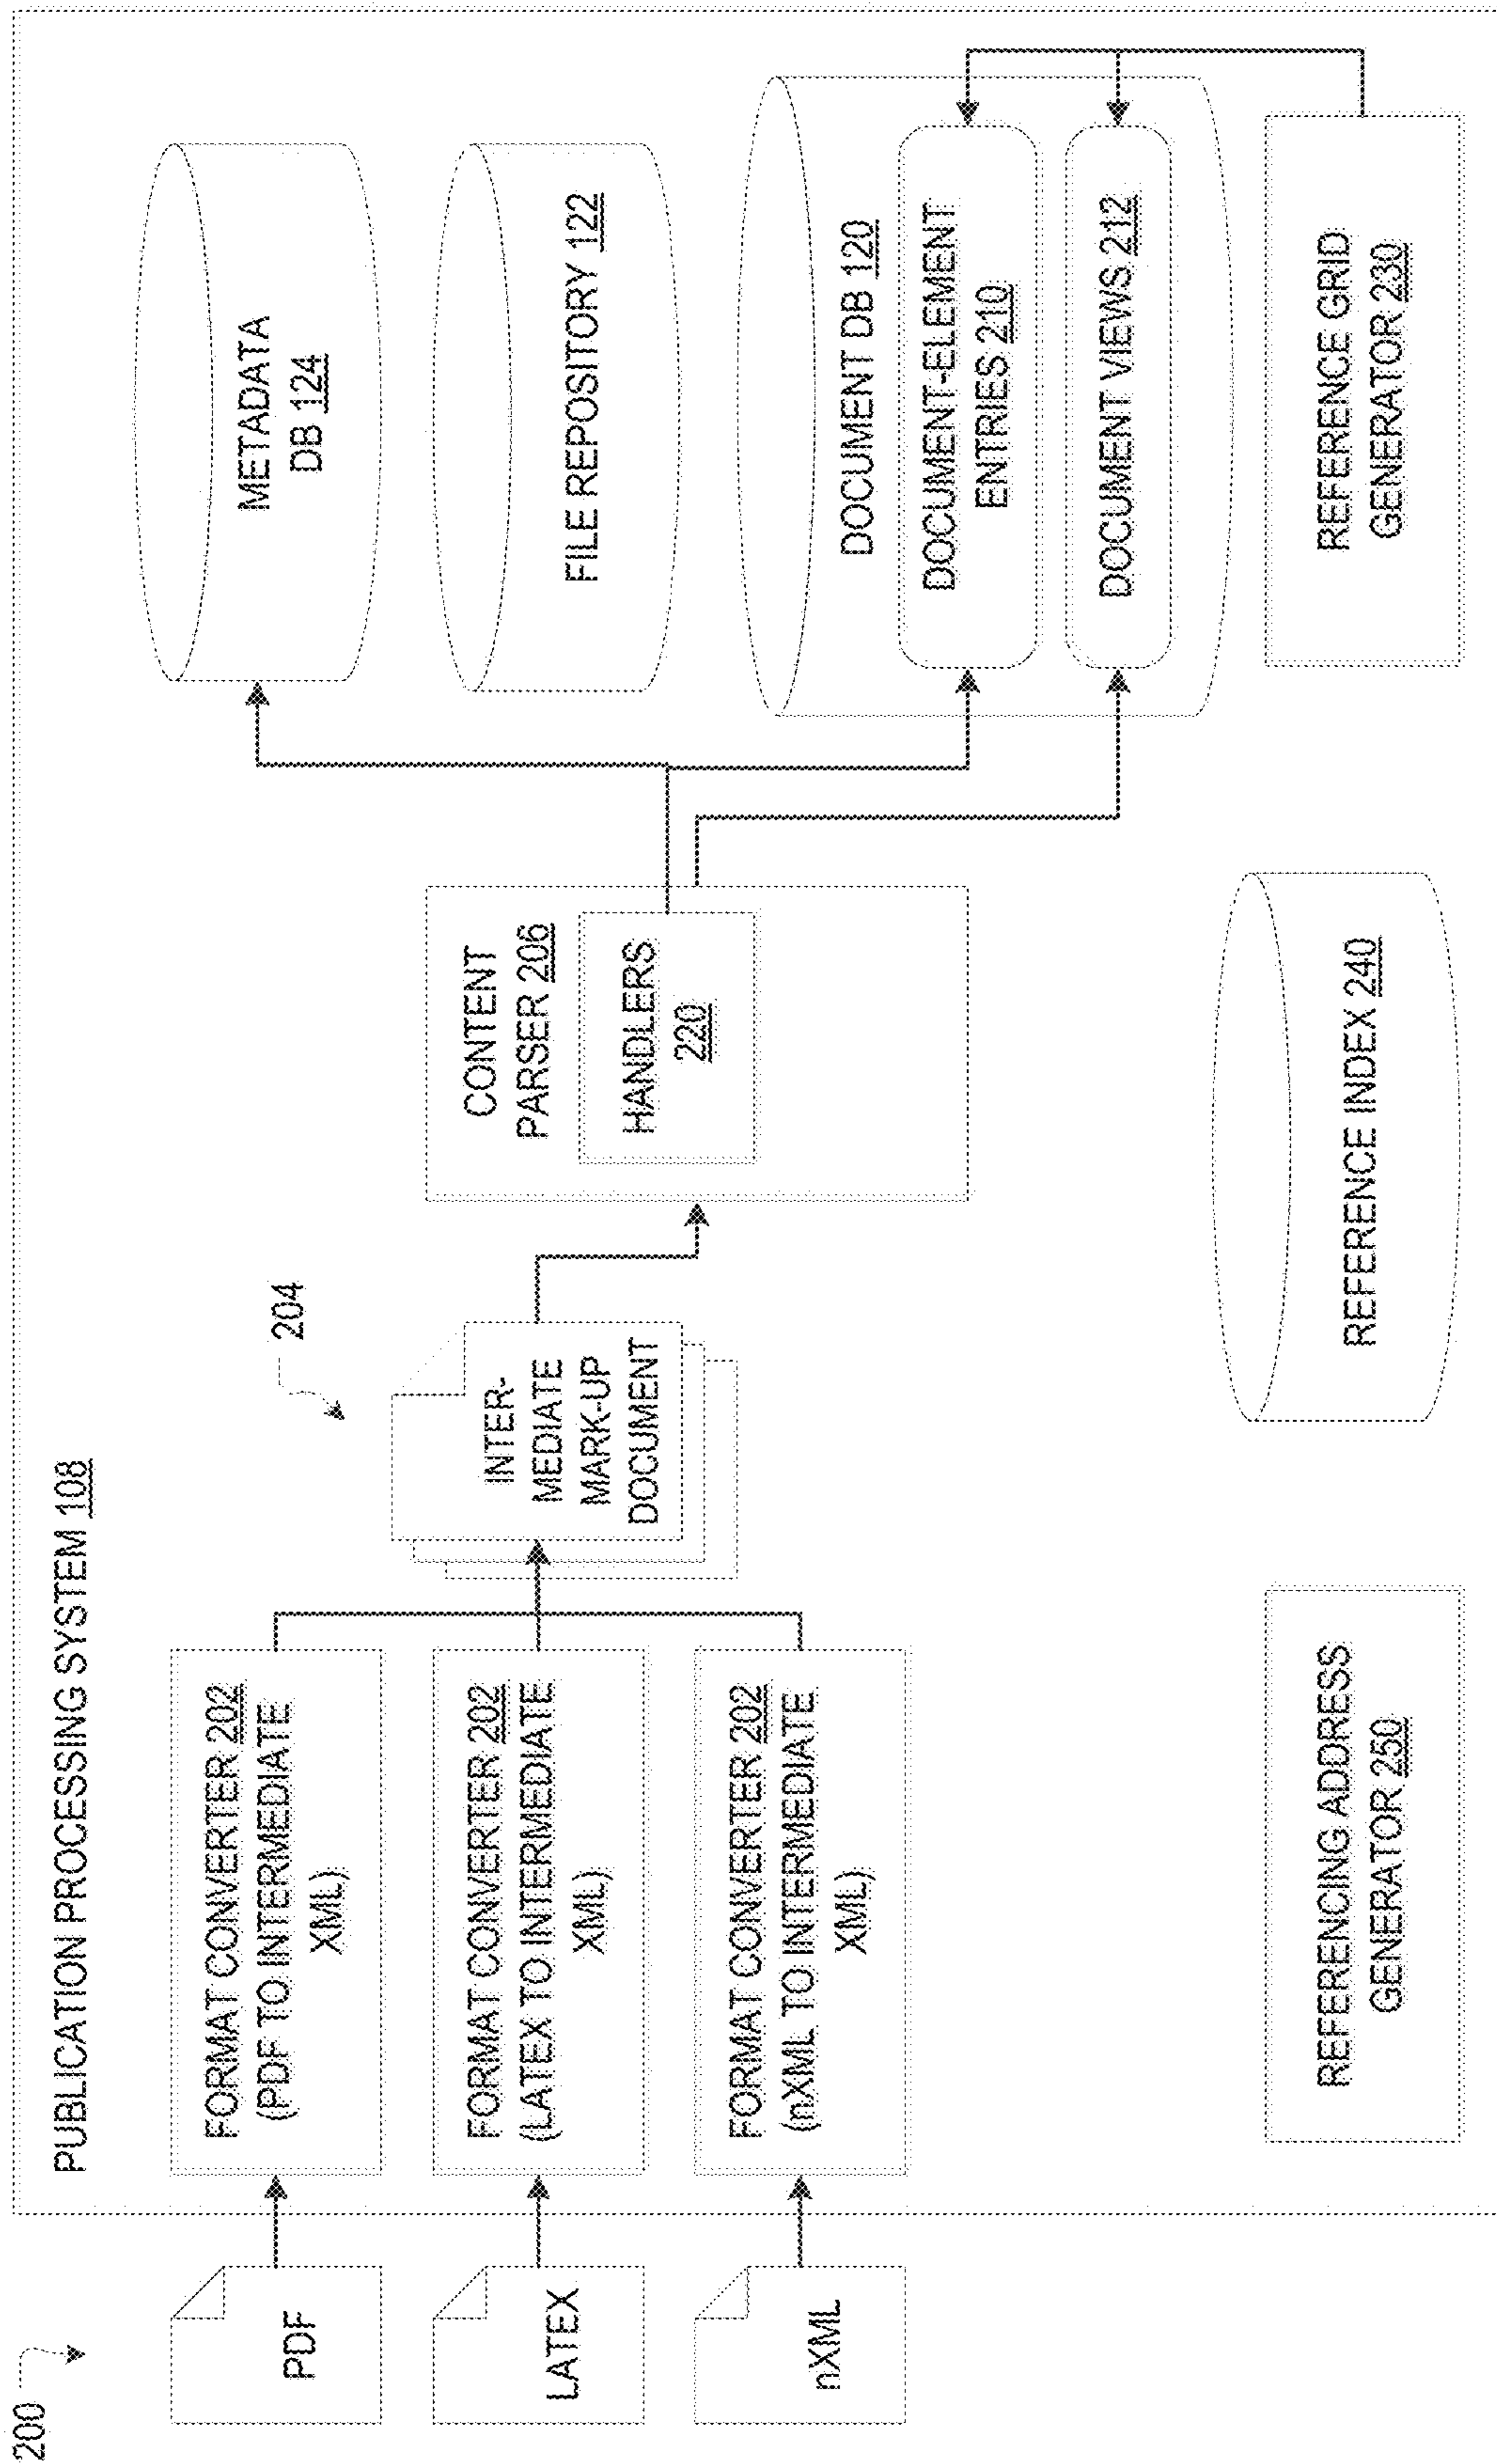 200
PUBLICATION PROCESSING SYSTEM 108
PDF
FORMAT CONVERTER 202
(PDF TO INTERMEDIATE
XML)
LATEX
FORMAT CONVERTER 202
(LATEX TO INTERMEDIATE
XML)
nXML
FORMAT CONVERTER 202
(nXML TO INTERMEDIATE
XML)
204
INTER-
MEDIATE
MARK-UP
DOCUMENT
CONTENT
PARSER 206
HANDLERS
220
METADATA
DB 124
FILE REPOSITORY 122
DOCUMENT DB 120
DOCUMENT-ELEMENT
ENTRIES 210
DOCUMENT VIEWS 212
REFERENCING ADDRESS
GENERATOR 250
REFERENCE INDEX 240
REFERENCE GRID
GENERATOR 230